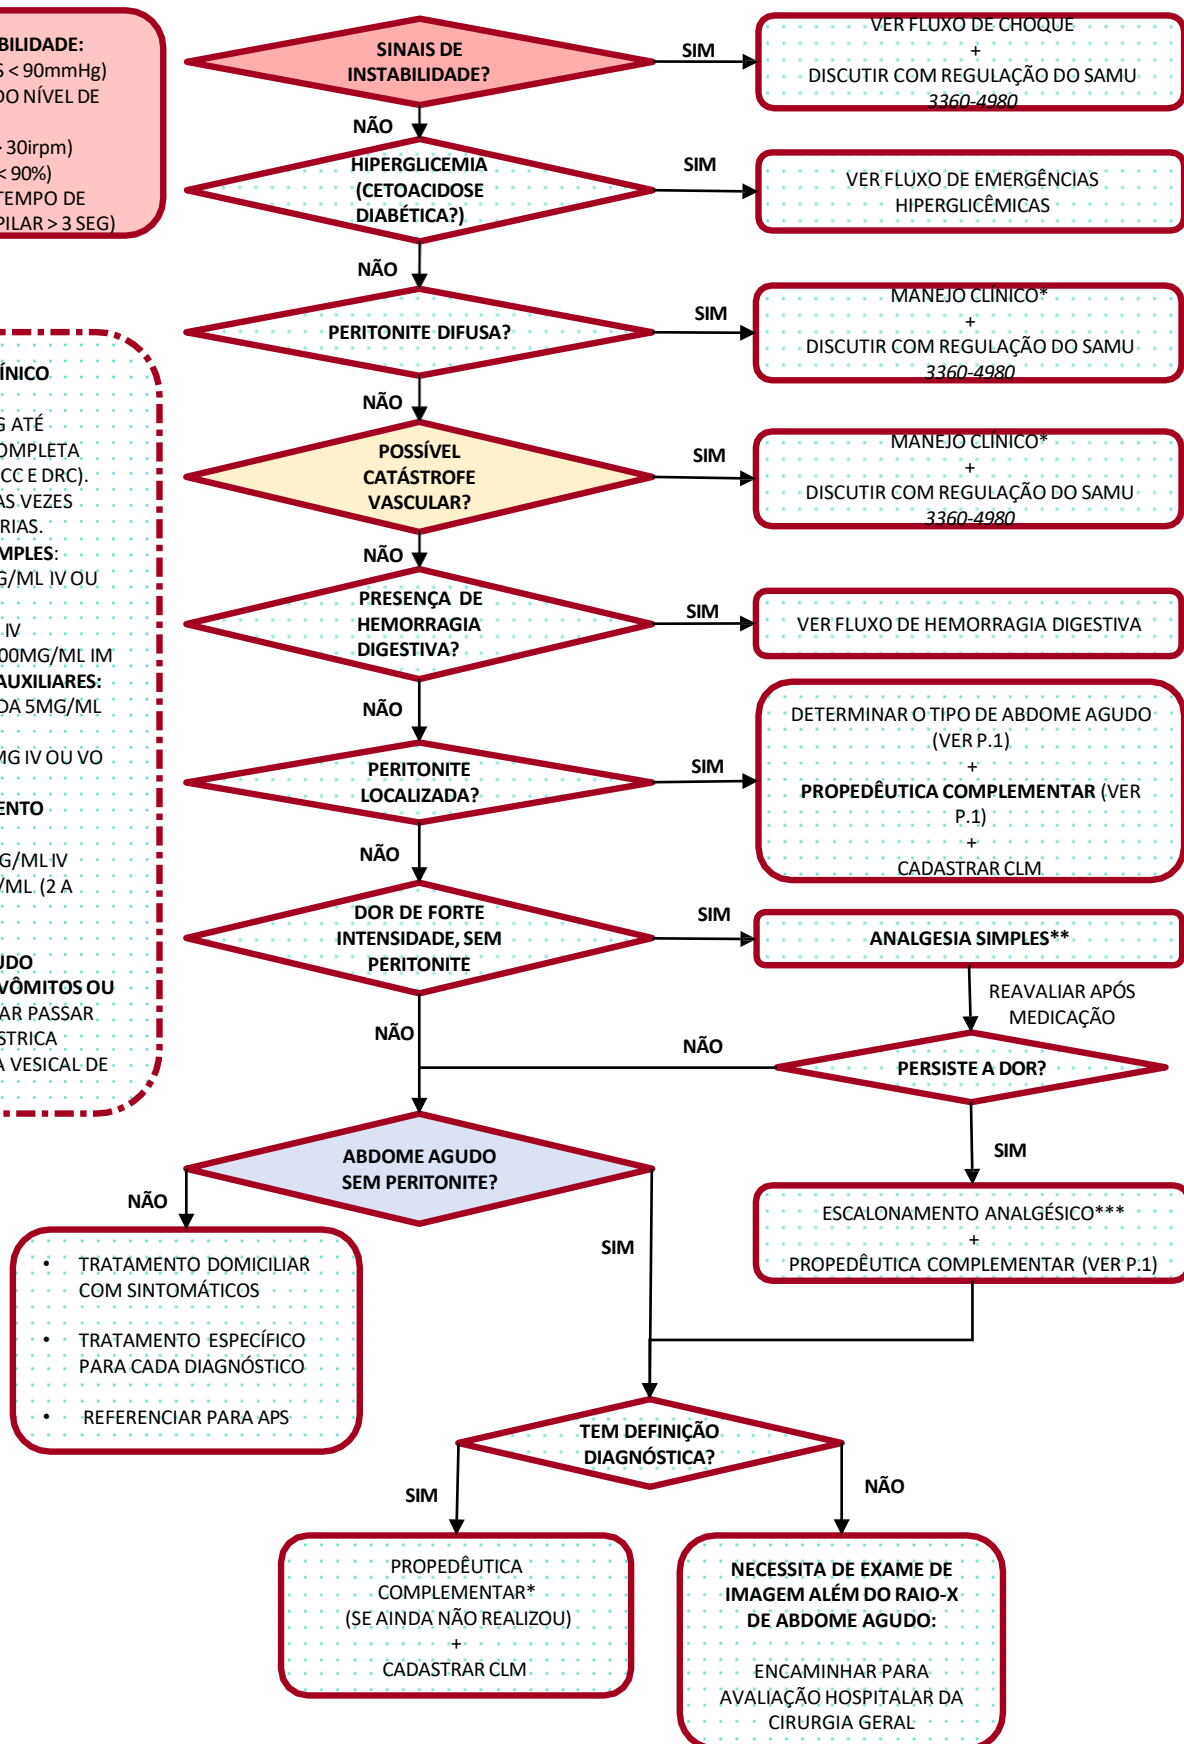 BILIDADE:
S < 90mmHg)
DO NÍVEL DE
> 30irpm)
< 90%)
TEMPO DE
PILAR > 3 SEG)
SINAIS DE
INSTABILIDADE?
SIM
VER FLUXO DE CHOQUE
+
DISCUTIR COM REGULAÇÃO DO SAMU
3360-4980
NÃO
HIPERGLICEMIA
(CETOACIDOSE
DIABÉTICA?)
SIM
VER FLUXO DE EMERGÊNCIAS
HIPERGLICÊMICAS
NÃO
PERITONITE DIFUSA?
SIM
MANEJO CLÍNICO*
+
DISCUTIR COM REGULAÇÃO DO SAMU
3360-4980
NÃO
POSSÍVEL
CATÁSTROFE
VASCULAR?
SIM
MANEJO CLÍNICO*
+
DISCUTIR COM REGULAÇÃO DO SAMU
3360-4980
NÃO
PRESENÇA DE
HEMORRAGIA
DIGESTIVA?
SIM
VER FLUXO DE HEMORRAGIA DIGESTIVA
NÃO
PERITONITE
LOCALIZADA?
SIM
DETERMINAR O TIPO DE ABDOME AGUDO
(VER P.1)
+
PROPEDÊUTICA COMPLEMENTAR (VER
P.1)
+
CADASTRAR CLM
NÃO
DOR DE FORTE
INTENSIDADE, SEM
PERITONITE
SIM
ANALGESIA SIMPLES**
REAVALIAR APÓS
MEDICAÇÃO
NÃO
NÃO
PERSISTE A DOR?
SIM
ESCALONAMENTO ANALGÉSICO***
+
PROPEDÊUTICA COMPLEMENTAR (VER P.1)
ÍNICO
G ATÉ
OMPLETA
CC E DRC).
AS VEZES
RIAS.
MPLES:
G/ML IV OU
IV
00MG/ML IM
AUXILIARES:
DA 5MG/ML
MG IV OU VO
ENTO
G/ML IV
/ML (2 A
UDO
VÔMITOS OU
AR PASSAR
STRICA
A VESICAL DE
ABDOME AGUDO
SEM PERITONITE?
NÃO
SIM
• TRATAMENTO DOMICILIAR
COM SINTOMÁTICOS
• TRATAMENTO ESPECÍFICO
PARA CADA DIAGNÓSTICO
• REFERENCIAR PARA APS
TEM DEFINIÇÃO
DIAGNÓSTICA?
SIM
NÃO
PROPEDÊUTICA
COMPLEMENTAR*
(SE AINDA NÃO REALIZOU)
+
CADASTRAR CLM
NECESSITA DE EXAME DE
IMAGEM ALÉM DO RAIO-X
DE ABDOME AGUDO:
ENCAMINHAR PARA
AVALIAÇÃO HOSPITALAR DA
CIRURGIA GERAL